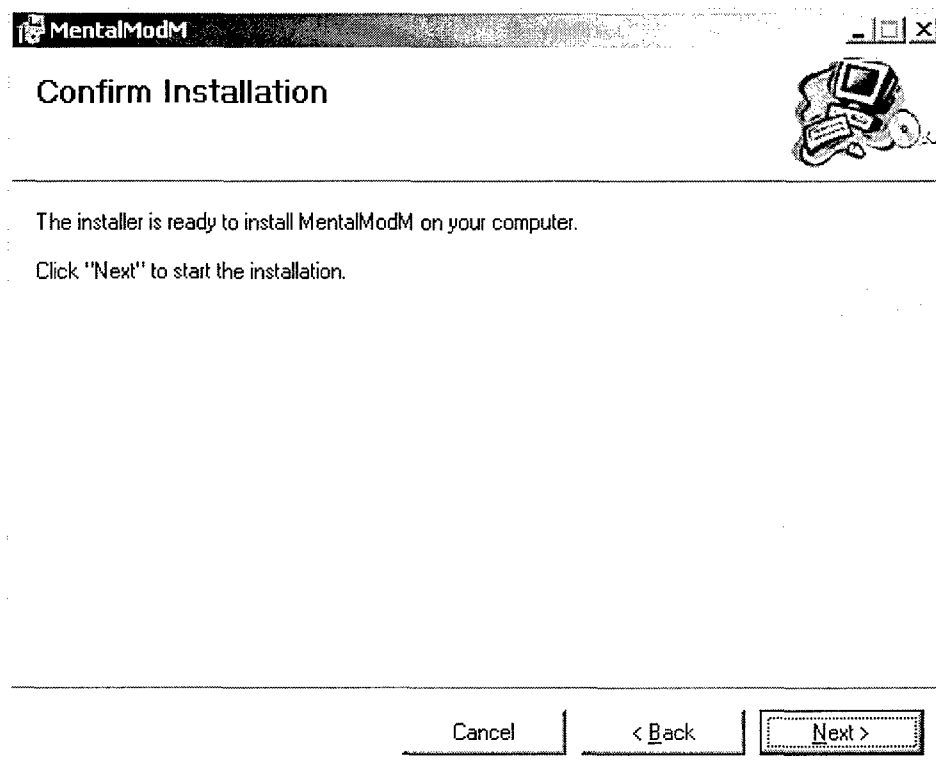 MentalModM
Confirm Installation
The installer is ready to install MentalModM on your computer.
Click "Next" to start the installation.
Cancel
< Back
Next >